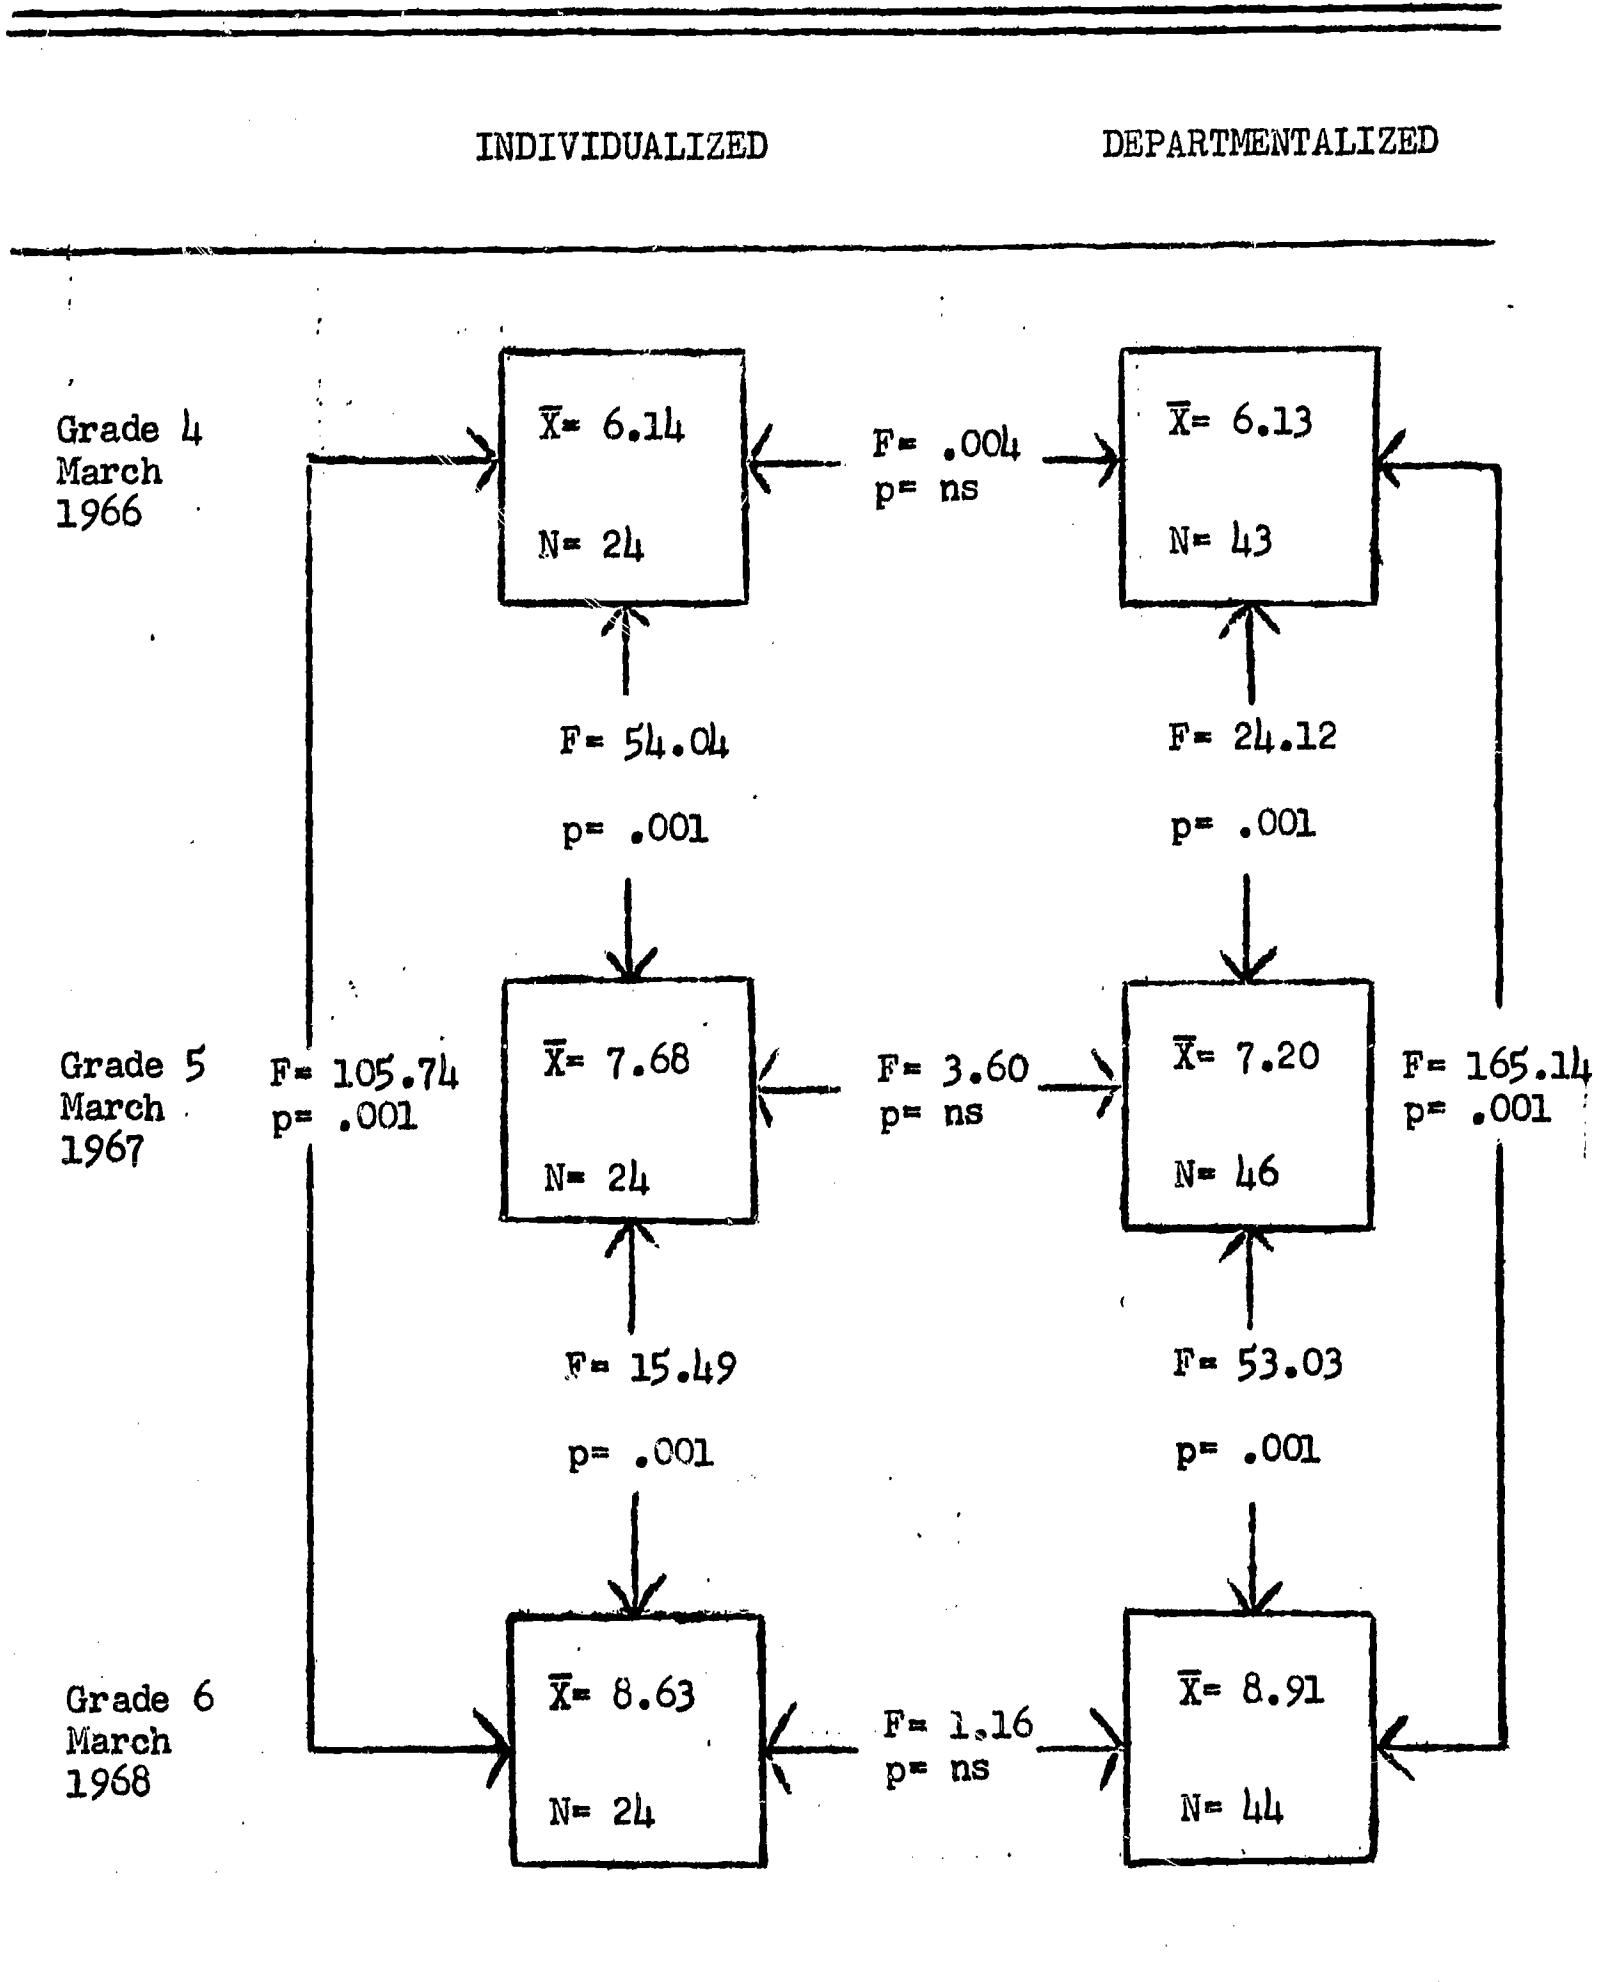 INDIVIDUALIZED DEPARTMENTALIZED
Grade 4
March
1966
X̅= 6.14
N= 24
F= .004
p= ns
X̅= 6.13
N= 43
F= 54.04
p= .001
F= 24.12
p= .001
Grade 5
March
1967
F= 105.74
p= .001
X̅= 7.68
N= 24
F= 3.60
p= ns
X̅= 7.20
N= 46
F= 165.14
p= .001
F= 15.49
p= .001
F= 53.03
p= .001
Grade 6
March
1968
X̅= 8.63
N= 24
F= 1.16
p= ns
X̅= 8.91
N= 44